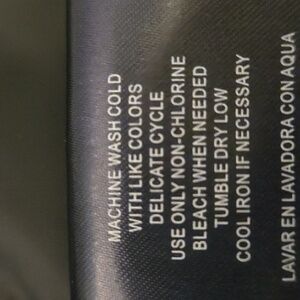 MACHINE WASH COLD
WITH LIKE COLORS
DELICATE CYCLE
USE ONLY NON-CHLORINE
BLEACH WHEN NEEDED
TUMBLE DRY LOW
COOL IRON IF NECESSARY
LAVAR EN LAVADORA CON AQUA